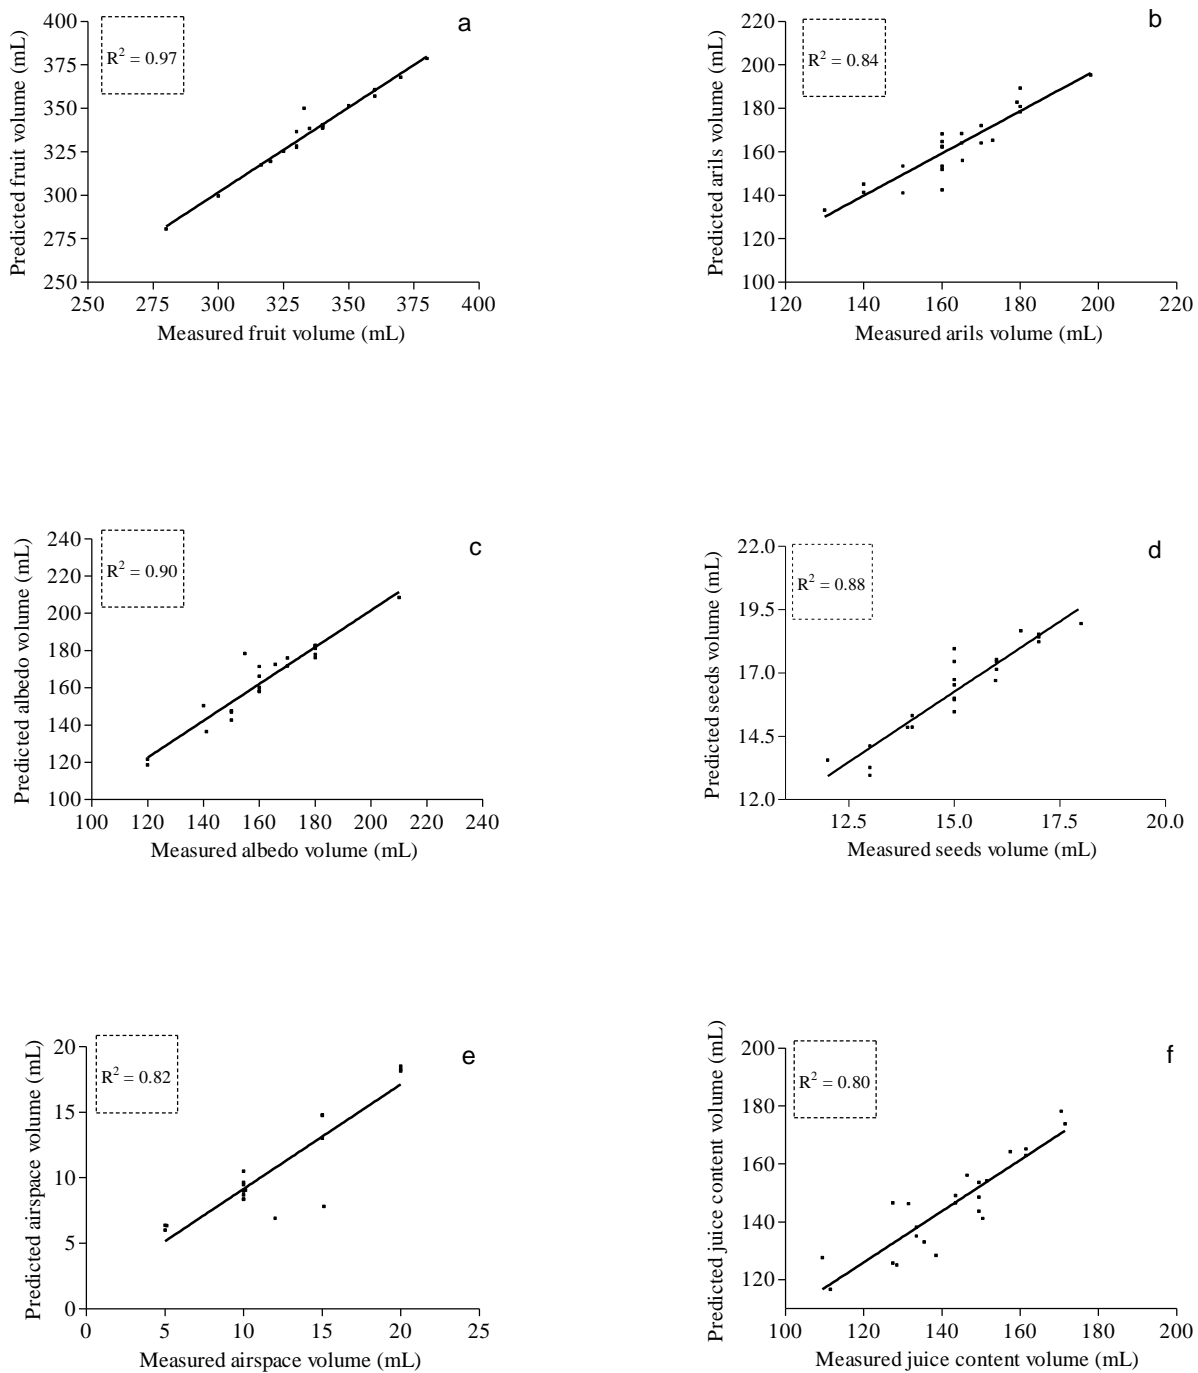 a
R² = 0.97
Predicted fruit volume (mL)
400
375
350
325
300
275
250
250 275 300 325 350 375 400
Measured fruit volume (mL)
b
R² = 0.84
Predicted arils volume (mL)
220
200
180
160
140
120
100
120 140 160 180 200 220
Measured arils volume (mL)
c
R² = 0.90
Predicted albedo volume (mL)
240
220
200
180
160
140
120
100
100 120 140 160 180 200 220 240
Measured albedo volume (mL)
d
R² = 0.88
Predicted seeds volume (mL)
22.0
19.5
17.0
14.5
12.0
12.5 15.0 17.5 20.0
Measured seeds volume (mL)
e
R² = 0.82
Predicted airspace volume (mL)
20
15
10
5
0
0 5 10 15 20 25
Measured airspace volume (mL)
f
R² = 0.80
Predicted juice content volume (mL)
200
180
160
140
120
100 120 140 160 180 200
Measured juice content volume (mL)